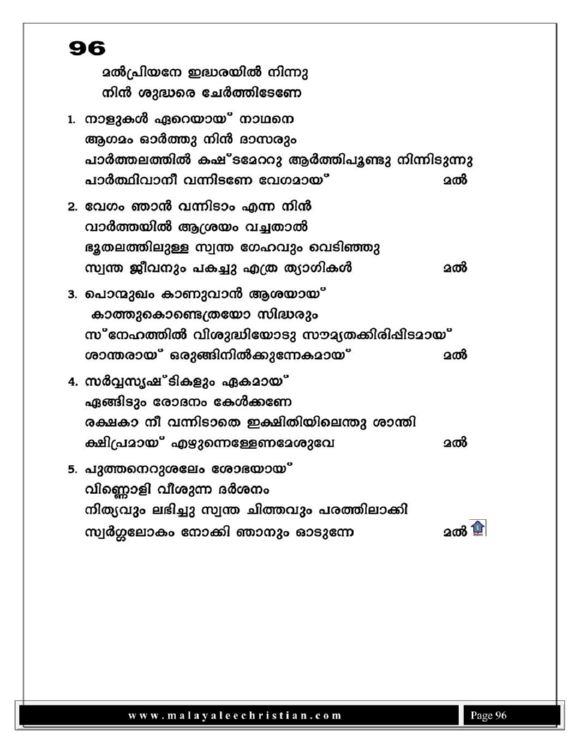 96
മൽപ്രിയനേ ഇദ്ധരയിൽ നിന്നു
നിൻ ശുദ്ധരെ ചേർത്തിടേണേ
1. നാളുകൾ ഏറെയായ് നാഥനെ
ആഗമം ഓർത്തു നിൻ ദാസരും
പാർത്തലത്തിൽ കഷ്ടമേററു ആർത്തിപൂണ്ടു നിന്നിടുന്നു
പാർത്ഥിവാനീ വന്നിടണേ വേഗമായ് മൽ
2. വേഗം ഞാൻ വന്നിടാം എന്ന നിൻ
വാർത്തയിൽ ആശ്രയം വച്ചതാൽ
ഭൂതലത്തിലുള്ള സ്വന്ത ഗേഹവും വെടിഞ്ഞു
സ്വന്ത ജീവനും പകച്ചു എത്ര ത്യാഗികൾ മൽ
3. പൊന്മുഖം കാണുവാൻ ആശയായ്
കാത്തുകൊണ്ടെത്രയോ സിദ്ധരും
സ്നേഹത്തിൽ വിശുദ്ധിയോടു സൗമ്യതക്കിരിപ്പിടമായ്
ശാന്തരായ് ഒരുങ്ങിനിൽക്കുന്നേകമായ് മൽ
4. സർവ്വസൃഷ്ടികളും ഏകമായ്
ഏങ്ങിടും രോദനം കേൾക്കണേ
രക്ഷകാ നീ വന്നിടാതെ ഇക്ഷിതിയിലെന്തു ശാന്തി
ക്ഷിപ്രമായ് എഴുന്നെള്ളേണമേശുവേ മൽ
5. പുത്തനെറുശലേം ശോഭയായ്
വിണ്ണൊളി വീശുന്ന ദർശനം
നിത്യവും ലഭിച്ചു സ്വന്ത ചിത്തവും പരത്തിലാക്കി
സ്വർഗ്ഗലോകം നോക്കി ഞാനും ഓടുന്നേ മൽ
www.malayaleechristian.com Page 96